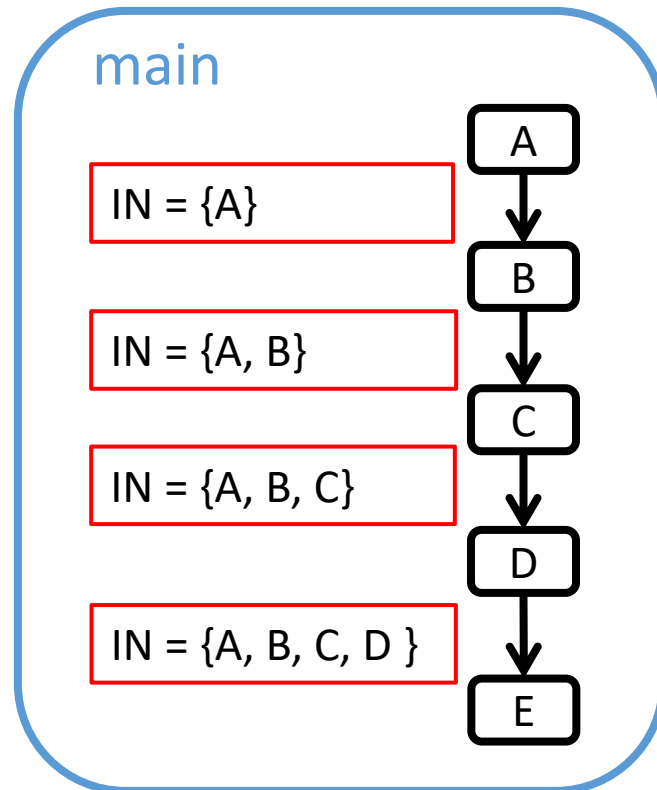 main
A
IN = {A}
B
IN = {A, B}
C
IN = {A, B, C}
D
IN = {A, B, C, D }
E